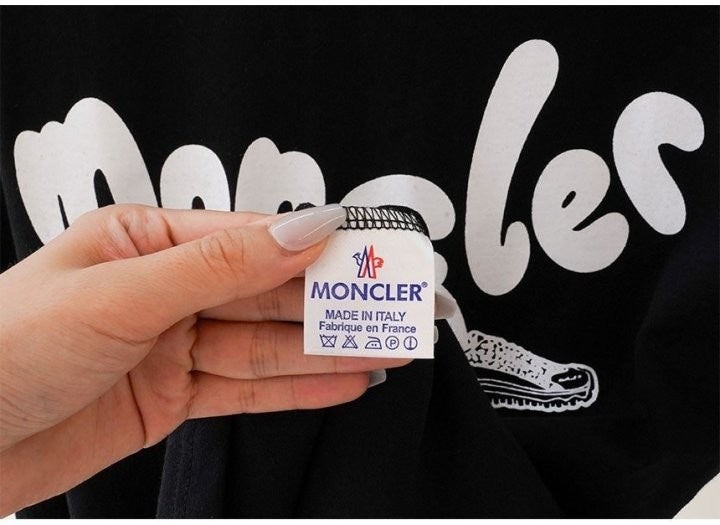 moncler
MONCLER®
MADE IN ITALY
Fabrique en France
P